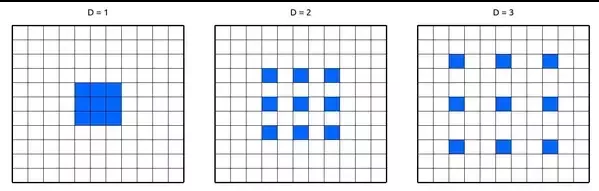 D = 1
D = 2
D = 3